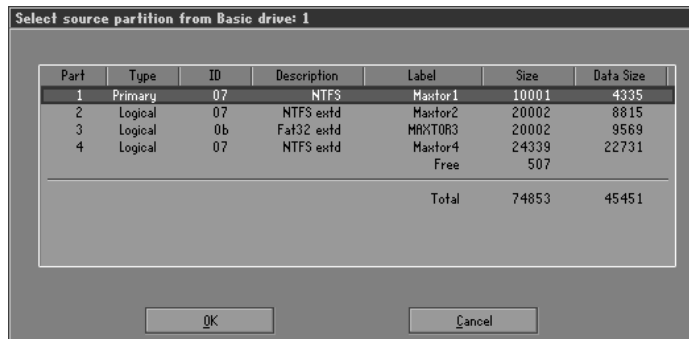 Select source partition from Basic drive: 1
Part Type ID Description Label Size Data Size
1 Primary 07 NTFS Maxtor1 10001 4335
2 Logical 07 NTFS extd Maxtor2 20002 8815
3 Logical 0b Fat32 extd MAXTOR3 20002 9569
4 Logical 07 NTFS extd Maxtor4 24339 22731
Free 507
Total 74853 45451
OK Cancel